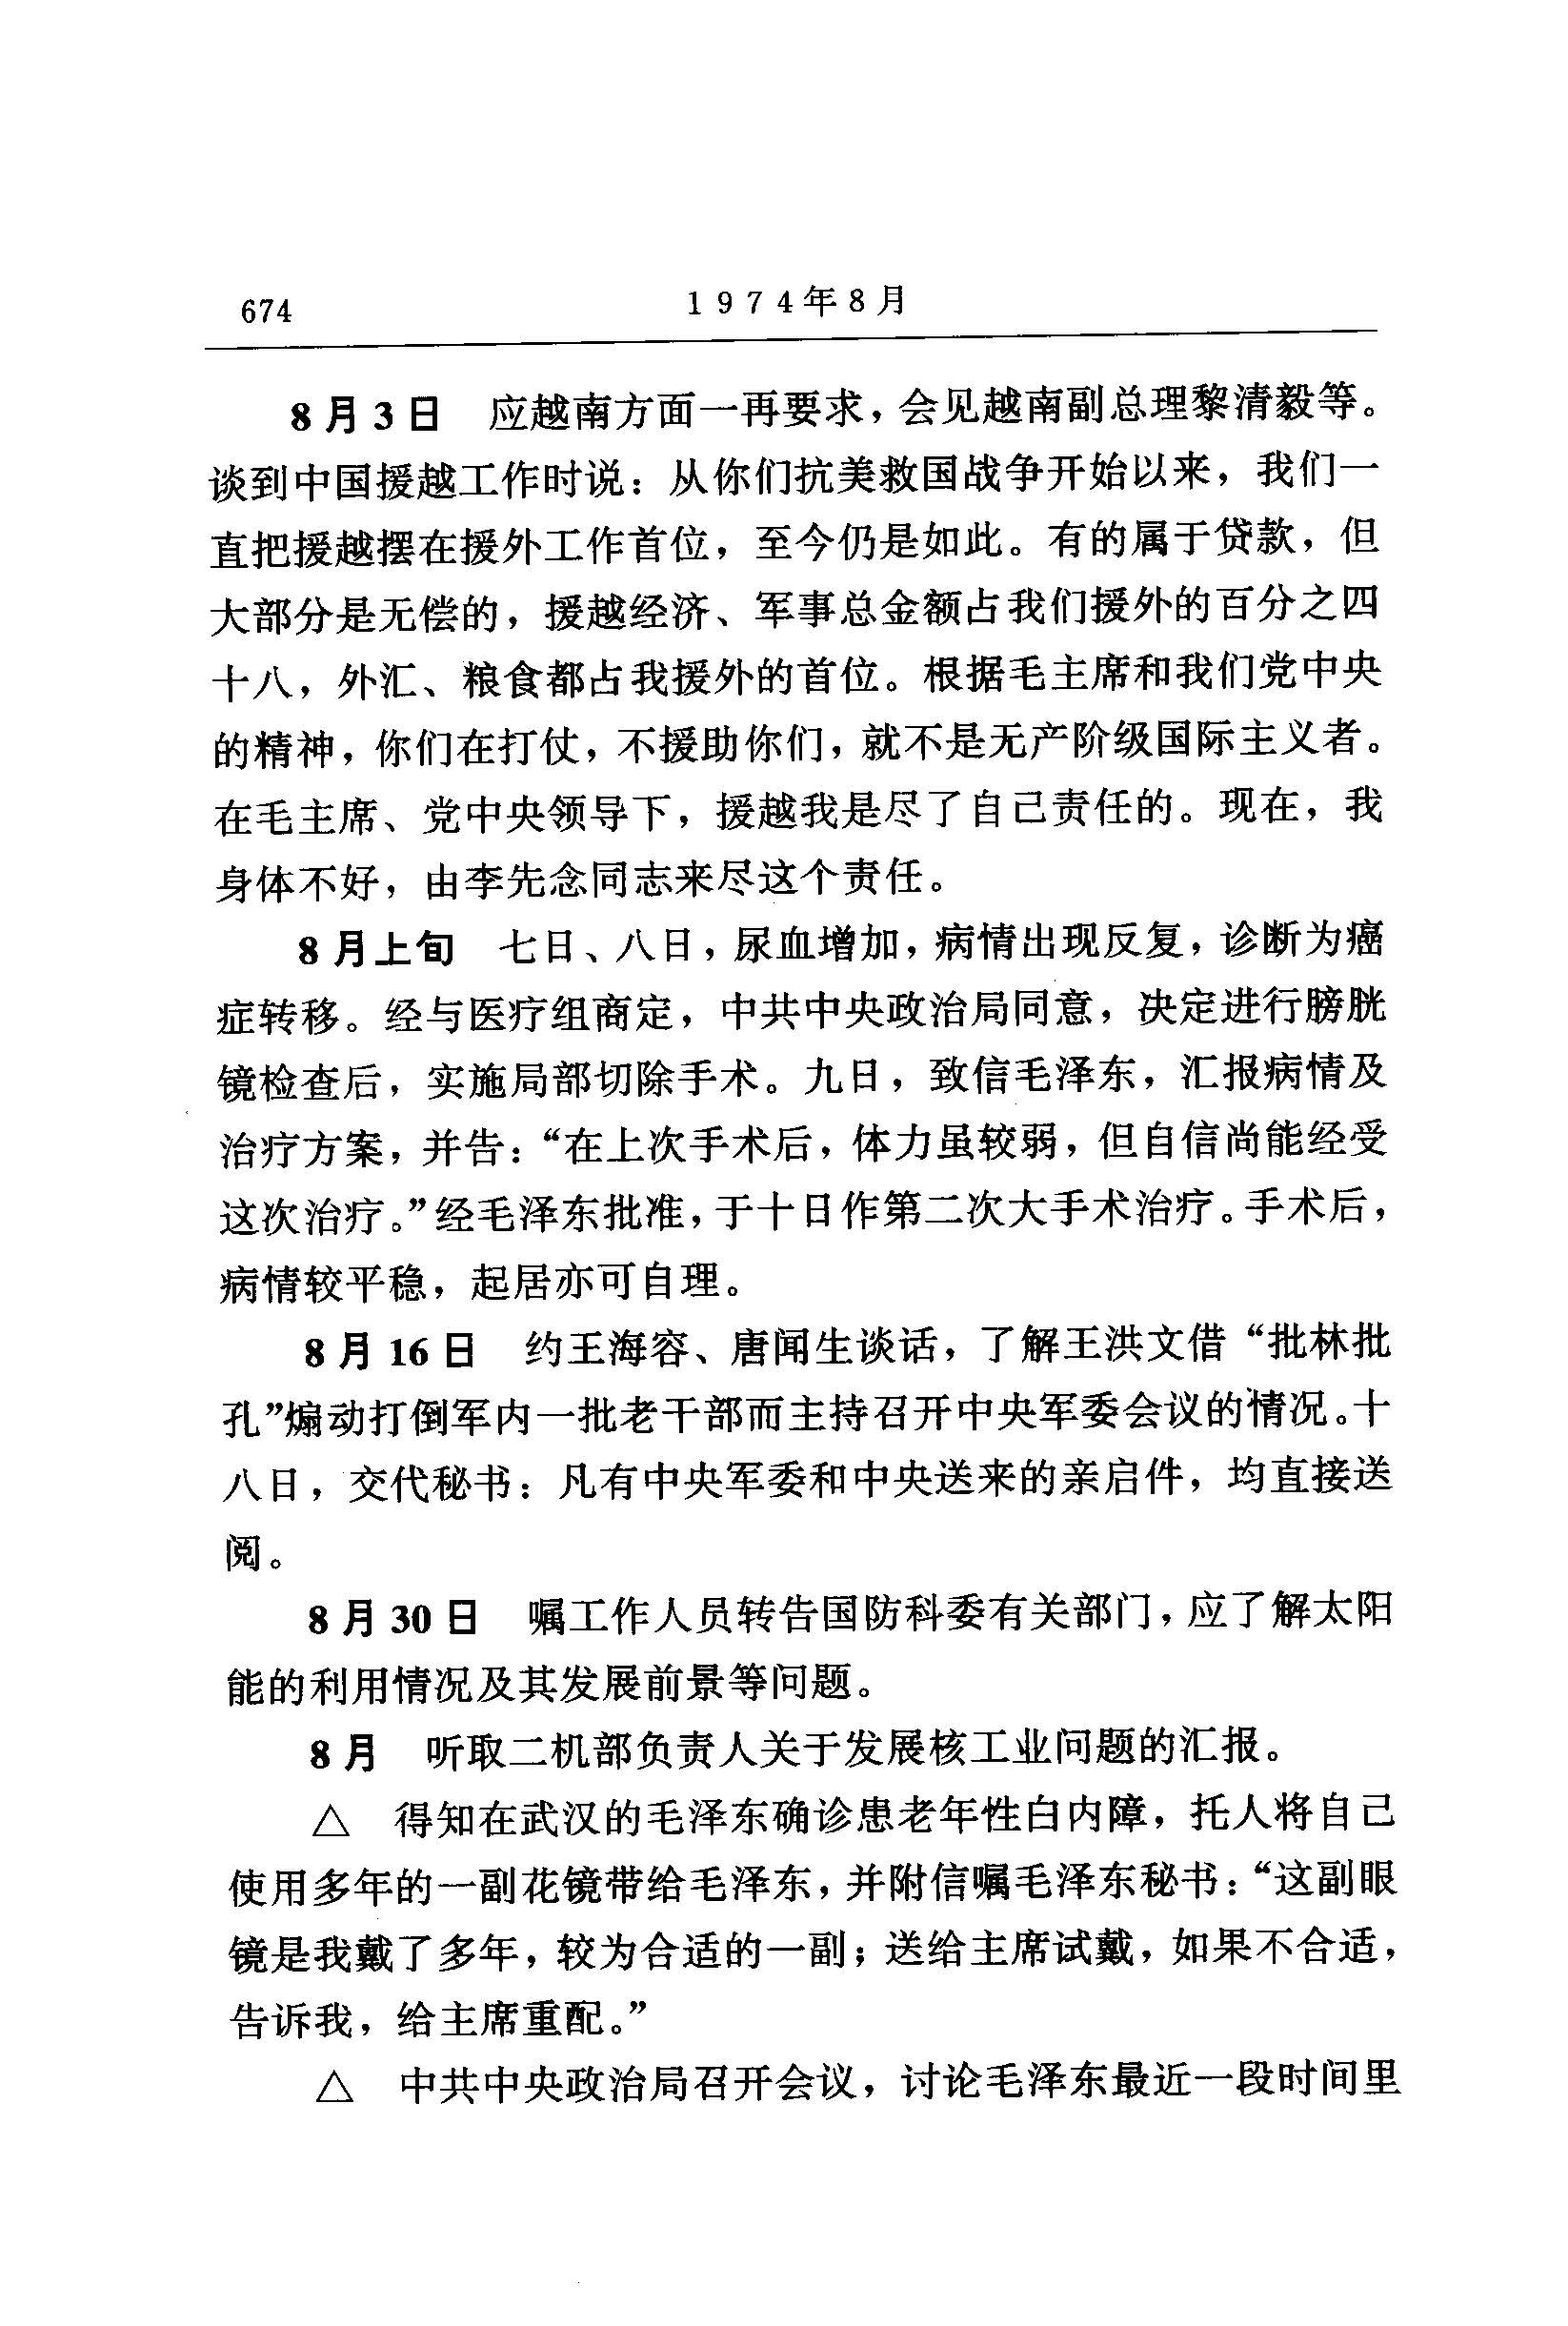 674
1974年8月
8月3日 应越南方面一再要求，会见越南副总理黎清毅等。
谈到中国援越工作时说：从你们抗美救国战争开始以来，我们一
直把援越摆在援外工作首位，至今仍是如此。有的属于贷款，但
大部分是无偿的，援越经济、军事总金额占我们援外的百分之四
十八，外汇、粮食都占我援外的首位。根据毛主席和我们党中央
的精神，你们在打仗，不援助你们，就不是无产阶级国际主义者。
在毛主席、党中央领导下，援越我是尽了自己责任的。现在，我
身体不好，由李先念同志来尽这个责任。
8月上旬 七日、八日，尿血增加，病情出现反复，诊断为癌
症转移。经与医疗组商定，中共中央政治局同意，决定进行膀胱
镜检查后，实施局部切除手术。九日，致信毛泽东，汇报病情及
治疗方案，并告：“在上次手术后，体力虽较弱，但自信尚能经受
这次治疗。”经毛泽东批准，于十日作第二次大手术治疗。手术后，
病情较平稳，起居亦可自理。
8月16日 约王海容、唐闻生谈话，了解王洪文借“批林批
孔”煽动打倒军内一批老干部而主持召开中央军委会议的情况。十
八日，交代秘书：凡有中央军委和中央送来的亲启件，均直接送
阅。
8月30日 嘱工作人员转告国防科委有关部门，应了解太阳
能的利用情况及其发展前景等问题。
8月 听取二机部负责人关于发展核工业问题的汇报。
△ 得知在武汉的毛泽东确诊患老年性白内障，托人将自己
使用多年的一副花镜带给毛泽东，并附信嘱毛泽东秘书：“这副眼
镜是我戴了多年，较为合适的一副；送给主席试戴，如果不合适，
告诉我，给主席重配。”
△ 中共中央政治局召开会议，讨论毛泽东最近一段时间里